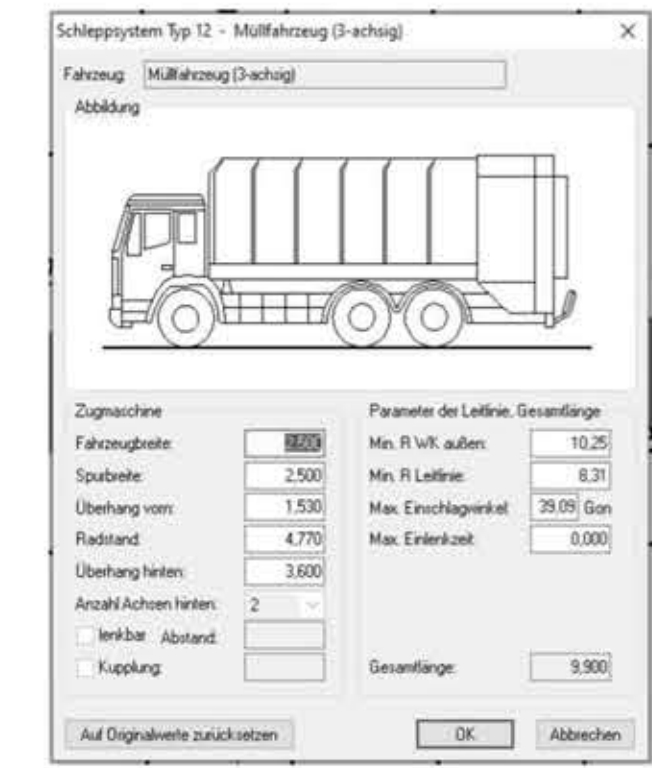 Schleppsystem Typ 12 - Müllfahrzeug (3-achsig)
Fahrzeug: Müllfahrzeug (3-achsig)
Abbildung
Zugmaschine
Fahrzeugbreite: 2,500
Spurbreite: 2,500
Überhang vorn: 1,530
Radstand: 4,770
Überhang hinten: 3,600
Anzahl Achsen hinten: 2
lenkbar Abstand:
Kupplung:
Parameter der Leitlinie, Gesamtlänge
Min. R WK außen: 10,25
Min. R Leitlinie: 8,31
Max. Einschlagwinkel: 39,09 Gon
Max. Einlenkzeit: 0,000
Gesamtlänge: 9,900
Auf Originalwerte zurücksetzen
OK
Abbrechen